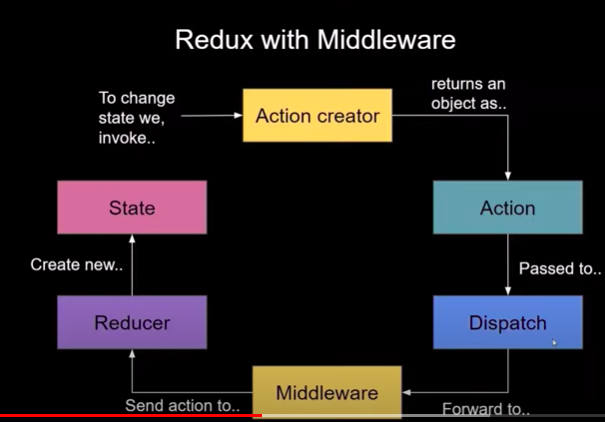 Redux with Middleware
To change
state we,
invoke..
Action creator
returns an
object as..
Action
Passed to..
Dispatch
Forward to..
Middleware
Send action to..
Reducer
Create new..
State